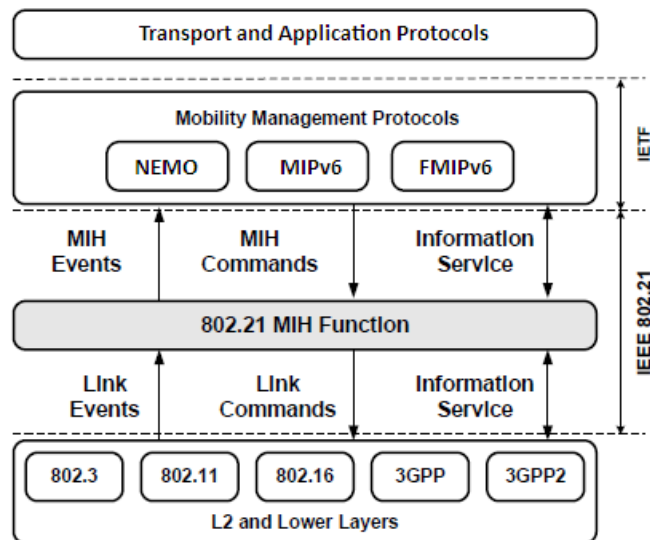 Transport and Application Protocols
Mobility Management Protocols
NEMO
MIPv6
FMIPv6
IETF
MIH
Events
MIH
Commands
Information
Service
802.21 MIH Function
IEEE 802.21
Link
Events
Link
Commands
Information
Service
802.3
802.11
802.16
3GPP
3GPP2
L2 and Lower Layers